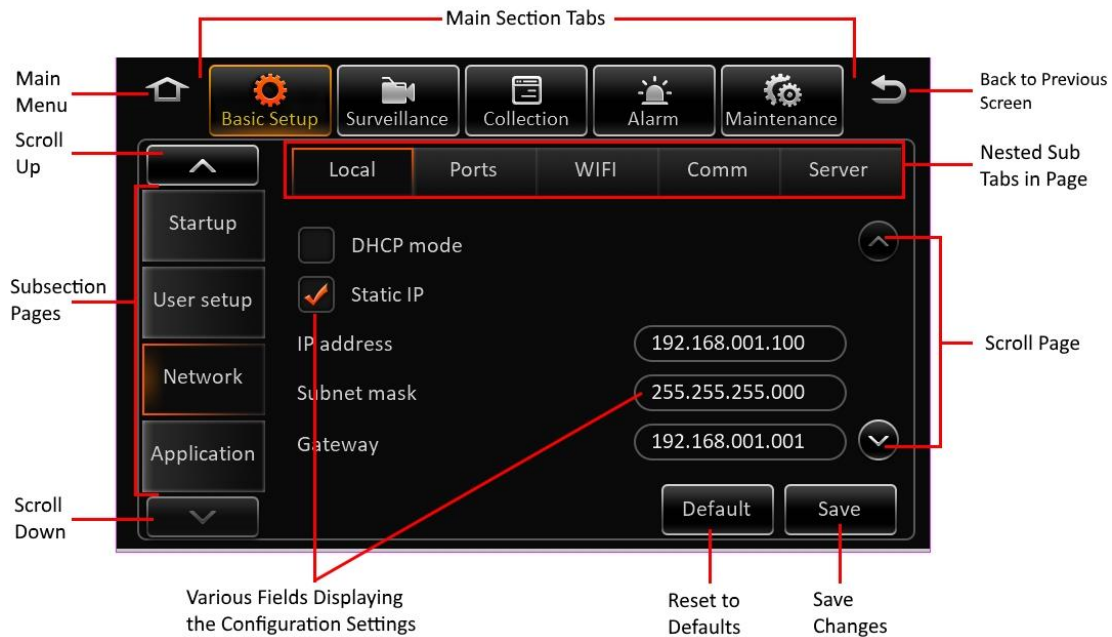 Main Section Tabs
Main
Menu
Back to Previous
Screen
Basic Setup
Surveillance
Collection
Alarm
Maintenance
Scroll
Up
Nested Sub
Tabs in Page
Local
Ports
WIFI
Comm
Server
Startup
DHCP mode
Subsection
Pages
User setup
Static IP
IP address
192.168.001.100
Scroll Page
Network
Subnet mask
255.255.255.000
Application
Gateway
192.168.001.001
Scroll
Down
Default
Save
Various Fields Displaying
the Configuration Settings
Reset to
Defaults
Save
Changes